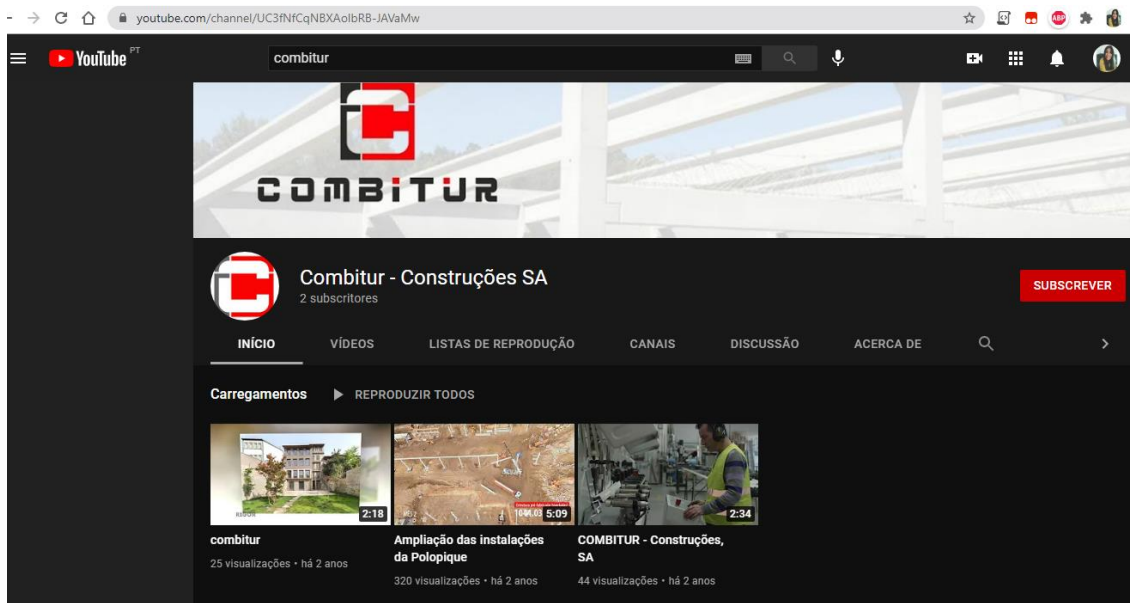 youtube.com/channel/UC3fNfCqNBXAolbRB-JAVaMw
ABP
YouTube PT
combitur
COMBiTUR
Combitur - Construções SA
2 subscritores
SUBSCREVER
INÍCIO VÍDEOS LISTAS DE REPRODUÇÃO CANAIS DISCUSSÃO ACERCA DE
Carregamentos REPRODUZIR TODOS
2:18 5:09 2:34
combitur
25 visualizações • há 2 anos
Ampliação das instalações
da Polopique
320 visualizações • há 2 anos
COMBITUR - Construções,
SA
44 visualizações • há 2 anos